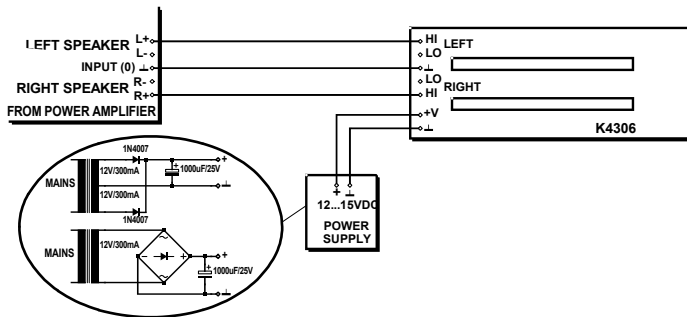 LEFT SPEAKER L+
L-
INPUT (0) ⊥
RIGHT SPEAKER R-
R+
FROM POWER AMPLIFIER
HI LEFT
LO
⊥
LO
HI RIGHT
+V
⊥
K4306
+ ⊥
12...15VDC
POWER
SUPPLY
1N4007
12V/300mA
MAINS
12V/300mA
1N4007
+
1000uF/25V
+
⊥
12V/300mA
MAINS
~
- +
~
+
1000uF/25V
+
⊥